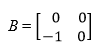 B = [ 0 0
-1 0 ]